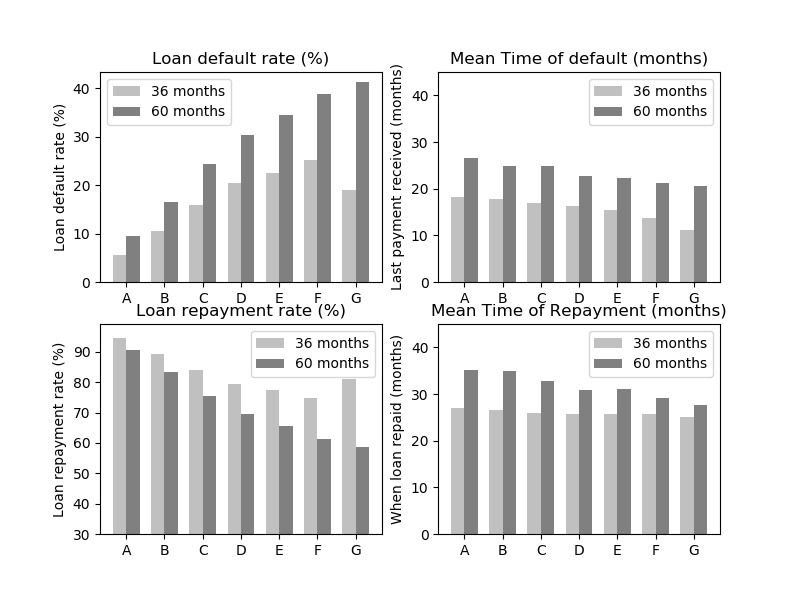 Loan default rate (%)
Loan default rate (%)
40
30
20
10
0
36 months
60 months
A B C D E F G
Mean Time of default (months)
Last payment received (months)
40
30
20
10
0
36 months
60 months
A B C D E F G
Loan repayment rate (%)
Loan repayment rate (%)
90
80
70
60
50
40
30
36 months
60 months
A B C D E F G
Mean Time of Repayment (months)
When loan repaid (months)
40
30
20
10
0
36 months
60 months
A B C D E F G